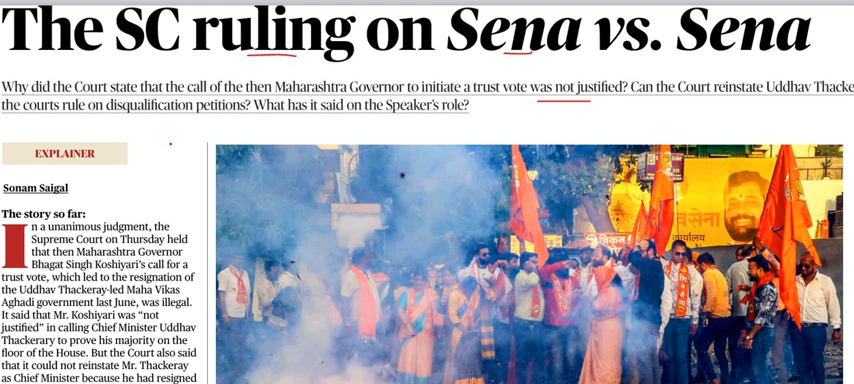 The SC ruling on Sena vs. Sena
Why did the Court state that the call of the then Maharashtra Governor to initiate a trust vote was not justified? Can the Court reinstate Uddhav Thacke
the courts rule on disqualification petitions? What has it said on the Speaker's role?
EXPLAINER
Sonam Saigal
The story so far:
In a unanimous judgment, the
Supreme Court on Thursday held
that then Maharashtra Governor
Bhagat Singh Koshiyari's call for a
trust vote, which led to the resignation of
the Uddhav Thackeray-led Maha Vikas
Aghadi government last June, was illegal.
It said that Mr. Koshiyari was "not
justified" in calling Chief Minister Uddhav
Thackerary to prove his majority on the
floor of the House. But the Court also said
that it could not reinstate Mr. Thackeray
as Chief Minister because he had resigned
वसेना
कार्यालय